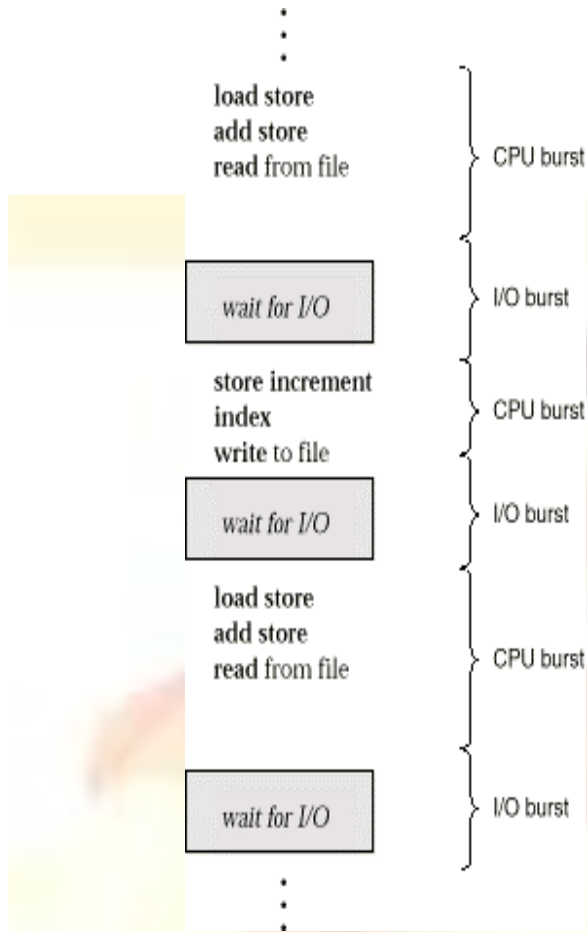 load store
add store
read from file
CPU burst
wait for I/O
I/O burst
store increment
index
write to file
CPU burst
wait for I/O
I/O burst
load store
add store
read from file
CPU burst
wait for I/O
I/O burst